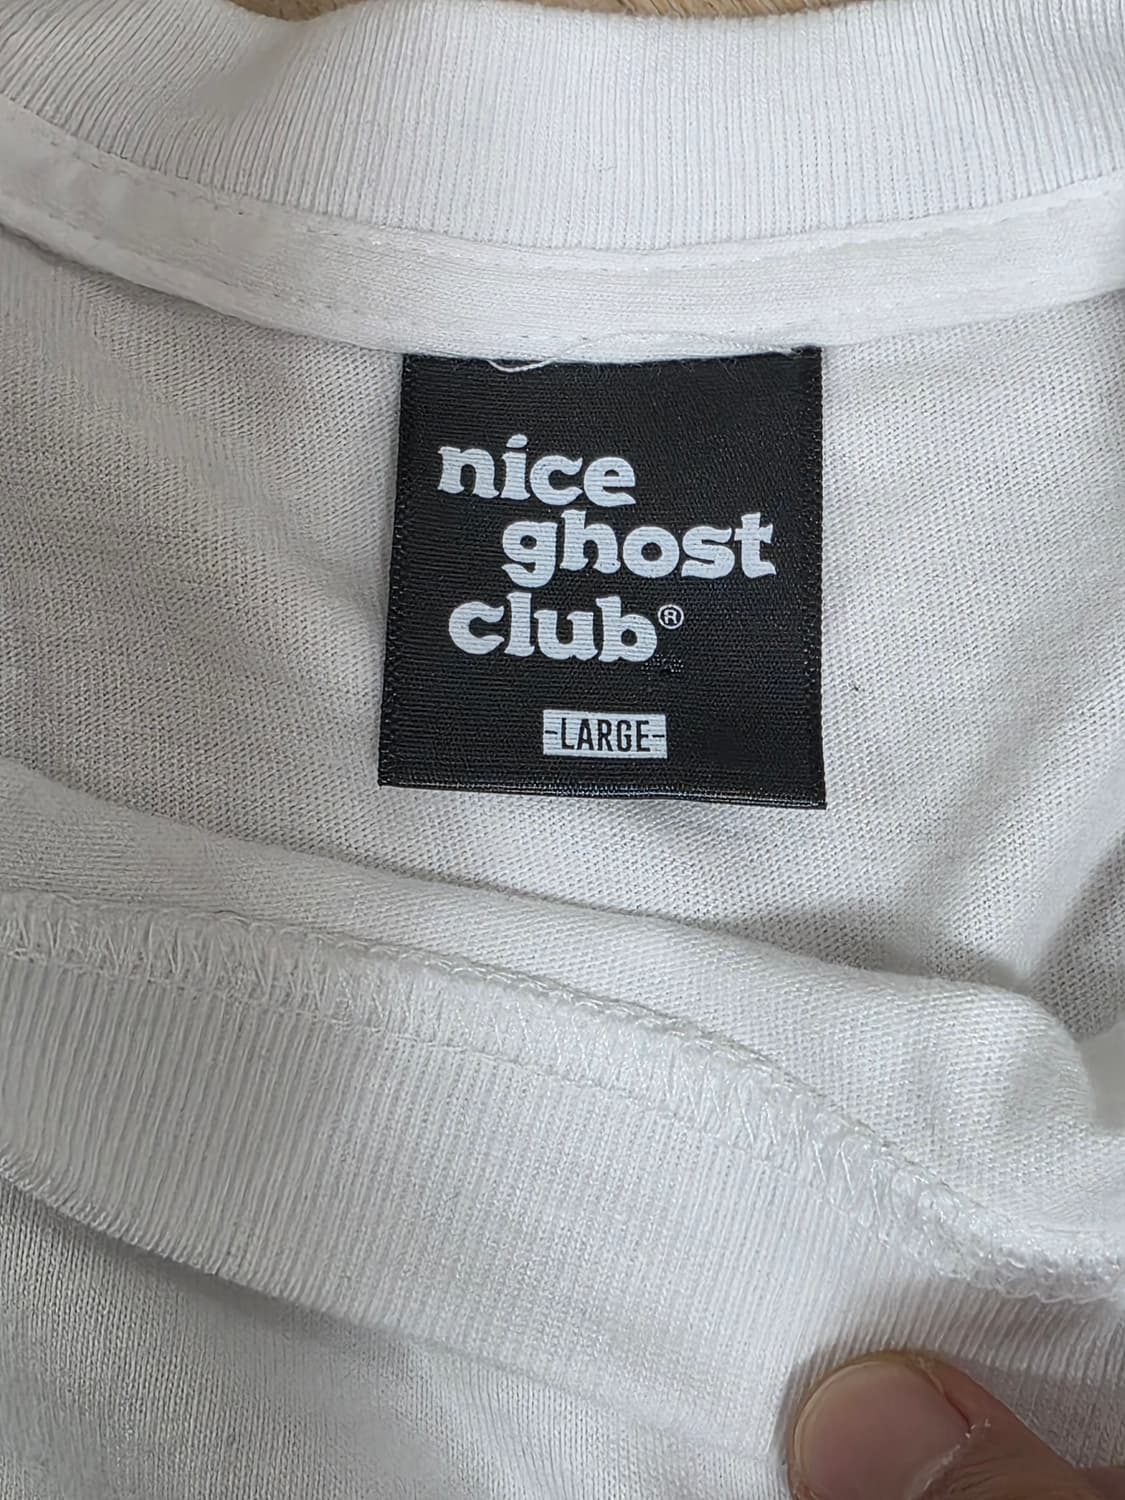 nice
ghost
club®
-LARGE-